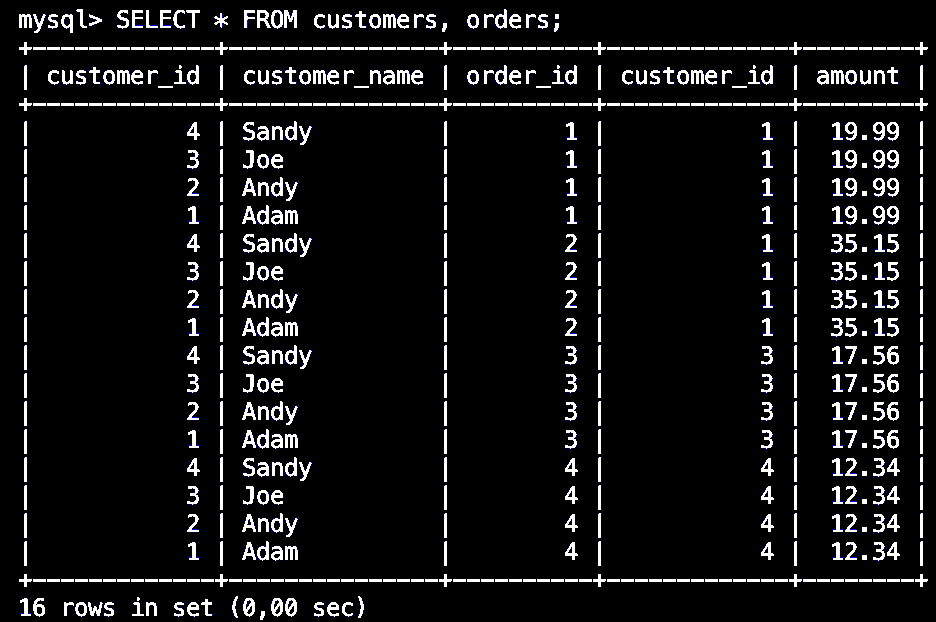 mysql> SELECT * FROM customers, orders;
+-------------+---------------+----------+-------------+--------+
| customer_id | customer_name | order_id | customer_id | amount |
+-------------+---------------+----------+-------------+--------+
|           4 | Sandy         |        1 |           1 |  19.99 |
|           3 | Joe           |        1 |           1 |  19.99 |
|           2 | Andy          |        1 |           1 |  19.99 |
|           1 | Adam          |        1 |           1 |  19.99 |
|           4 | Sandy         |        2 |           1 |  35.15 |
|           3 | Joe           |        2 |           1 |  35.15 |
|           2 | Andy          |        2 |           1 |  35.15 |
|           1 | Adam          |        2 |           1 |  35.15 |
|           4 | Sandy         |        3 |           3 |  17.56 |
|           3 | Joe           |        3 |           3 |  17.56 |
|           2 | Andy          |        3 |           3 |  17.56 |
|           1 | Adam          |        3 |           3 |  17.56 |
|           4 | Sandy         |        4 |           4 |  12.34 |
|           3 | Joe           |        4 |           4 |  12.34 |
|           2 | Andy          |        4 |           4 |  12.34 |
|           1 | Adam          |        4 |           4 |  12.34 |
+-------------+---------------+----------+-------------+--------+
16 rows in set (0,00 sec)